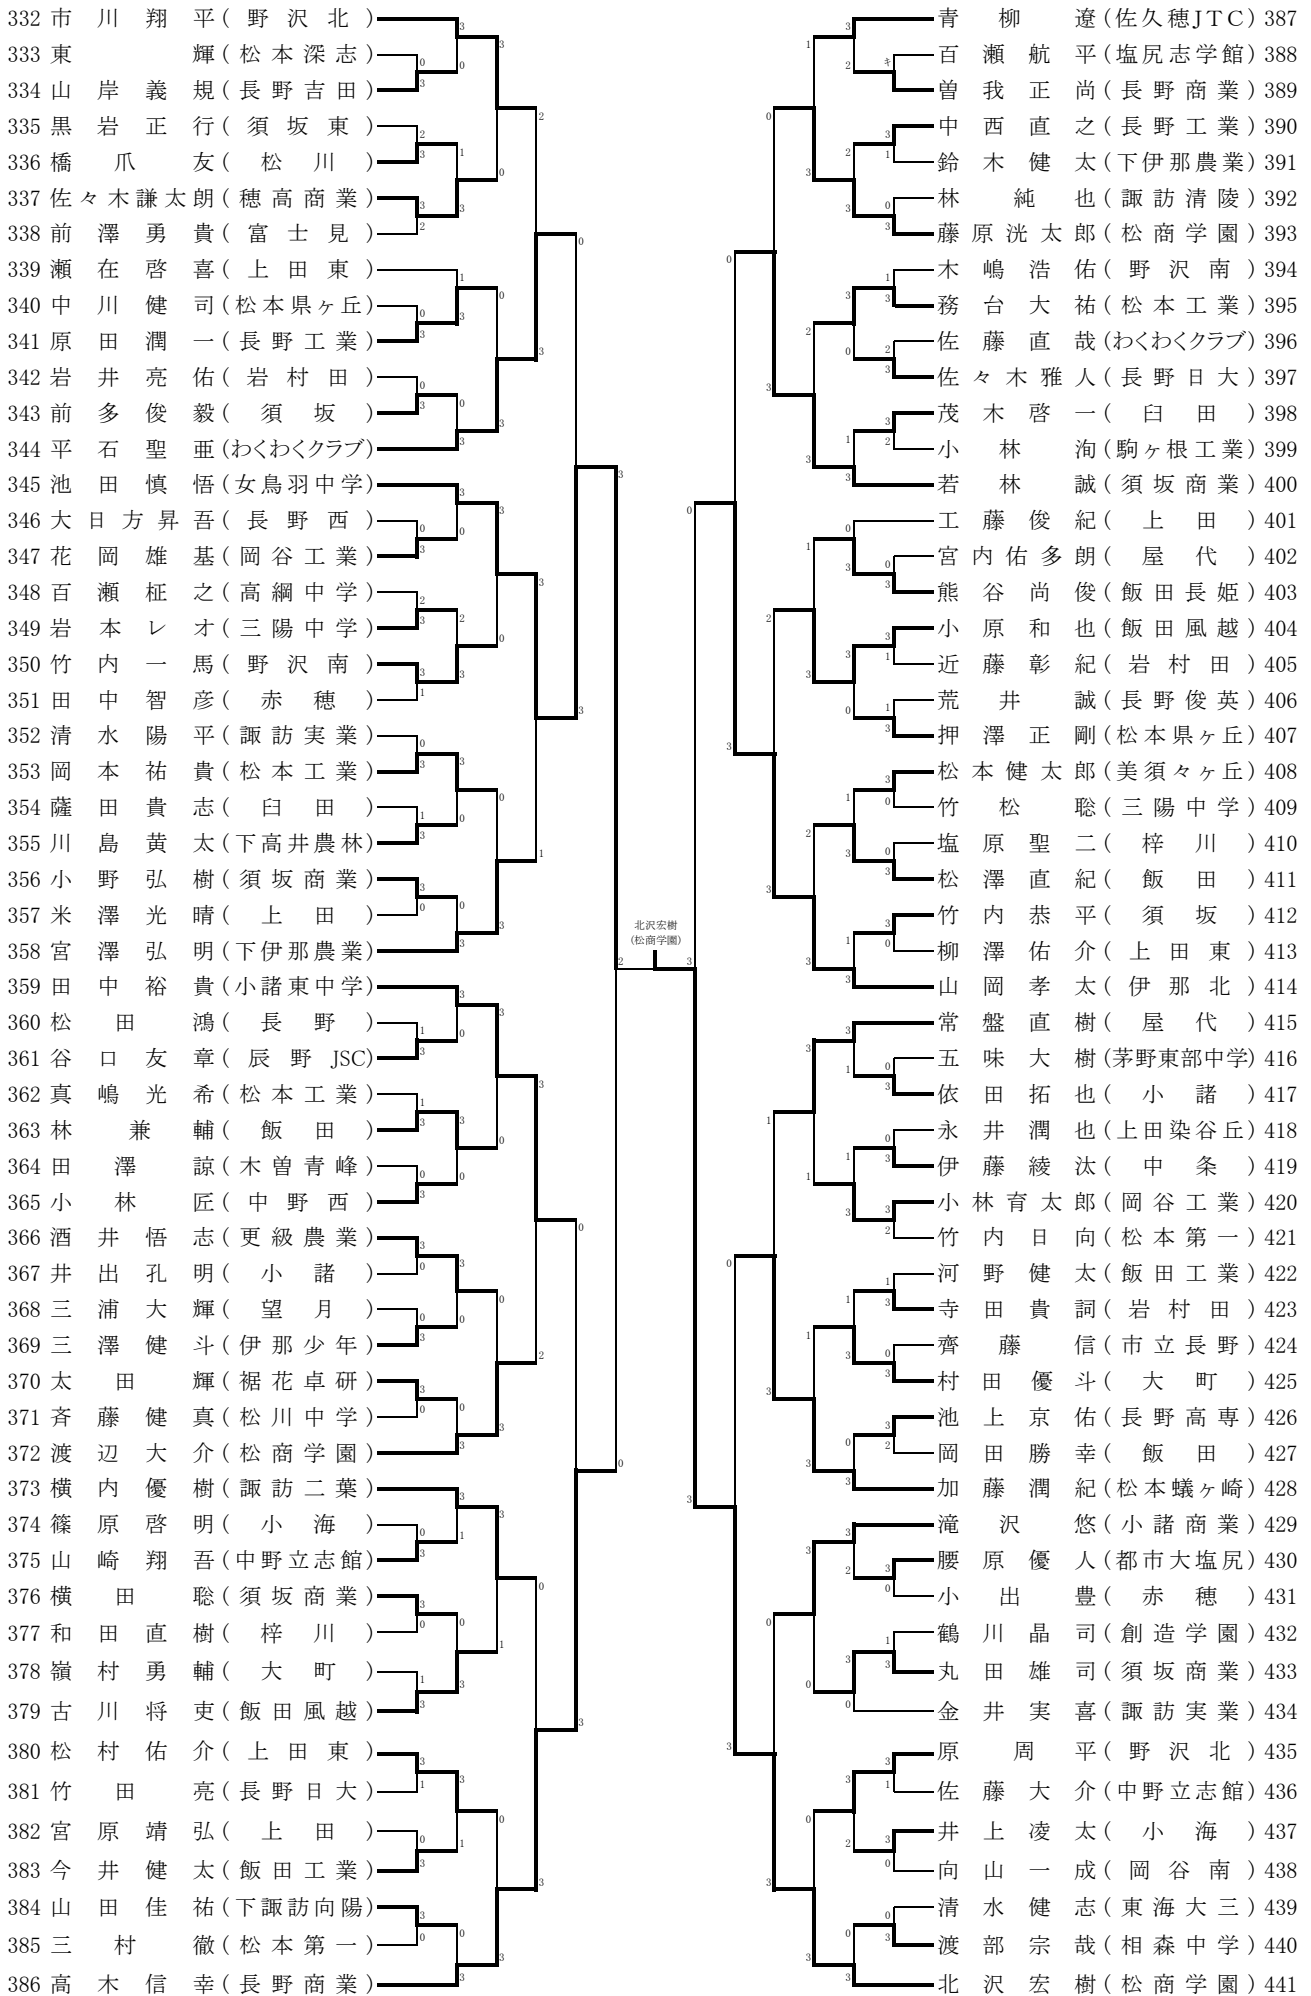 332 市川翔平(野沢北)
333 東輝(松本深志)
334 山岸義規(長野吉田)
335 黒岩正行(須坂東)
336 橋爪友(松川)
337 佐々木謙太朗(穂高商業)
338 前澤勇貴(富士見)
339 瀬在啓喜(上田東)
340 中川健司(松本県ヶ丘)
341 原田潤一(長野工業)
342 岩井亮佑(岩村田)
343 前多俊毅(須坂)
344 平石聖亜(わくわくクラブ)
345 池田慎悟(女鳥羽中学)
346 大日方昇吾(長野西)
347 花岡雄基(岡谷工業)
348 百瀬柾之(高綱中学)
349 岩本レオ(三陽中学)
350 竹内一馬(野沢南)
351 田中智彦(赤穂)
352 清水陽平(諏訪実業)
353 岡本祐貴(松本工業)
354 薩田貴志(臼田)
355 川島黄太(下高井農林)
356 小野弘樹(須坂商業)
357 米澤光晴(上田)
358 宮澤弘明(下伊那農業)
359 田中裕貴(小諸東中学)
360 松田鴻(長野)
361 谷口友章(辰野 JSC)
362 真嶋光希(松本工業)
363 林兼輔(飯田)
364 田澤諒(木曽青峰)
365 小林匠(中野西)
366 酒井悟志(更級農業)
367 井出孔明(小諸)
368 三浦大輝(望月)
369 三澤健斗(伊那少年)
370 太田輝(裾花卓研)
371 斉藤健真(松川中学)
372 渡辺大介(松商学園)
373 横内優樹(諏訪二葉)
374 篠原啓明(小海)
375 山崎翔吾(中野立志館)
376 横田聡(須坂商業)
377 和田直樹(梓川)
378 嶺村勇輔(大町)
379 古川将吏(飯田風越)
380 松村佑介(上田東)
381 竹田亮(長野日大)
382 宮原靖弘(上田)
383 今井健太(飯田工業)
384 山田佳祐(下諏訪向陽)
385 三村徹(松本第一)
386 高木信幸(長野商業)
北沢宏樹
(松商学園)
青柳遼(佐久穂JTC) 387
百瀬航平(塩尻志学館) 388
曽我正尚(長野商業) 389
中西直之(長野工業) 390
鈴木健太(下伊那農業) 391
林純也(諏訪清陵) 392
藤原洸太郎(松商学園) 393
木嶋浩佑(野沢南) 394
務台大祐(松本工業) 395
佐藤直哉(わくわくクラブ) 396
佐々木雅人(長野日大) 397
茂木啓一(臼田) 398
小林洵(駒ヶ根工業) 399
若林誠(須坂商業) 400
工藤俊紀(上田) 401
宮内佑多朗(屋代) 402
熊谷尚俊(飯田長姫) 403
小原和也(飯田風越) 404
近藤彰紀(岩村田) 405
荒井誠(長野俊英) 406
押澤正剛(松本県ヶ丘) 407
松本健太郎(美須々ヶ丘) 408
竹松聡(三陽中学) 409
塩原聖二(梓川) 410
松澤直紀(飯田) 411
竹内恭平(須坂) 412
柳澤佑介(上田東) 413
山岡孝太(伊那北) 414
常盤直樹(屋代) 415
五味大樹(茅野東部中学) 416
依田拓也(小諸) 417
永井潤也(上田染谷丘) 418
伊藤綾汰(中条) 419
小林育太郎(岡谷工業) 420
竹内日向(松本第一) 421
河野健太(飯田工業) 422
寺田貴詞(岩村田) 423
齊藤信(市立長野) 424
村田優斗(大町) 425
池上京佑(長野高専) 426
岡田勝幸(飯田) 427
加藤潤紀(松本蟻ヶ崎) 428
滝沢悠(小諸商業) 429
腰原優人(都市大塩尻) 430
小出豊(赤穂) 431
鶴川晶司(創造学園) 432
丸田雄司(須坂商業) 433
金井実喜(諏訪実業) 434
原周平(野沢北) 435
佐藤大介(中野立志館) 436
井上凌太(小海) 437
向山一成(岡谷南) 438
清水健志(東海大三) 439
渡部宗哉(相森中学) 440
北沢宏樹(松商学園) 441